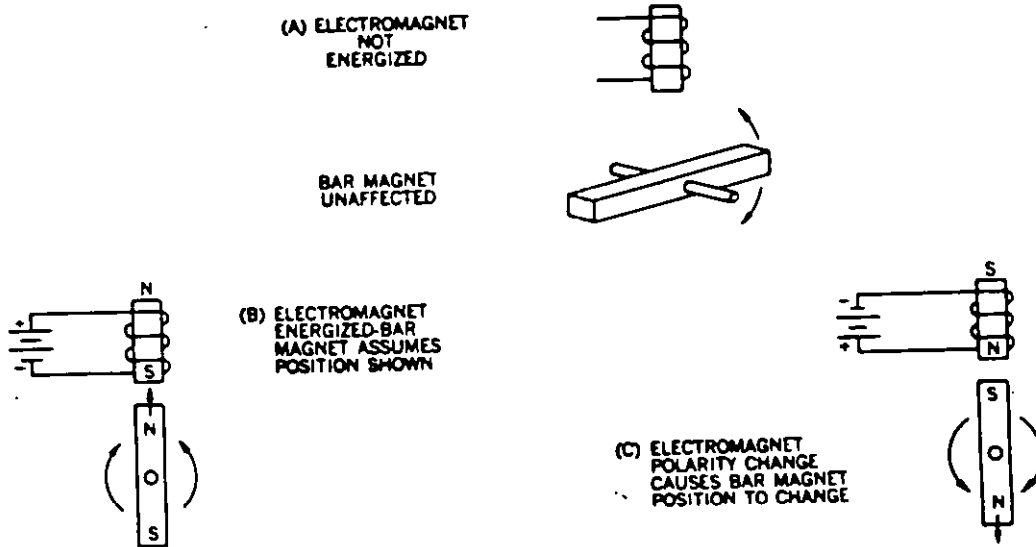 (A) ELECTROMAGNET
NOT
ENERGIZED
BAR MAGNET
UNAFFECTED
N
+
-
S
N
S
(B) ELECTROMAGNET
ENERGIZED-BAR
MAGNET ASSUMES
POSITION SHOWN
S
-
+
N
S
N
(C) ELECTROMAGNET
POLARITY CHANGE
CAUSES BAR MAGNET
POSITION TO CHANGE